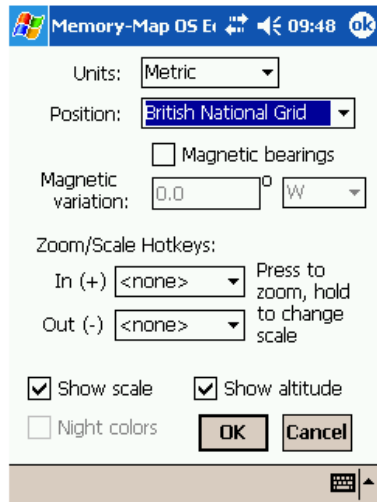 Memory-Map OS E 09:48 ok
Units: Metric
Position: British National Grid
Magnetic bearings
Magnetic variation: 0.0 ° W
Zoom/Scale Hotkeys:
In (+) <none>
Out (-) <none>
Press to
zoom, hold
to change
scale
Show scale Show altitude
Night colors OK Cancel